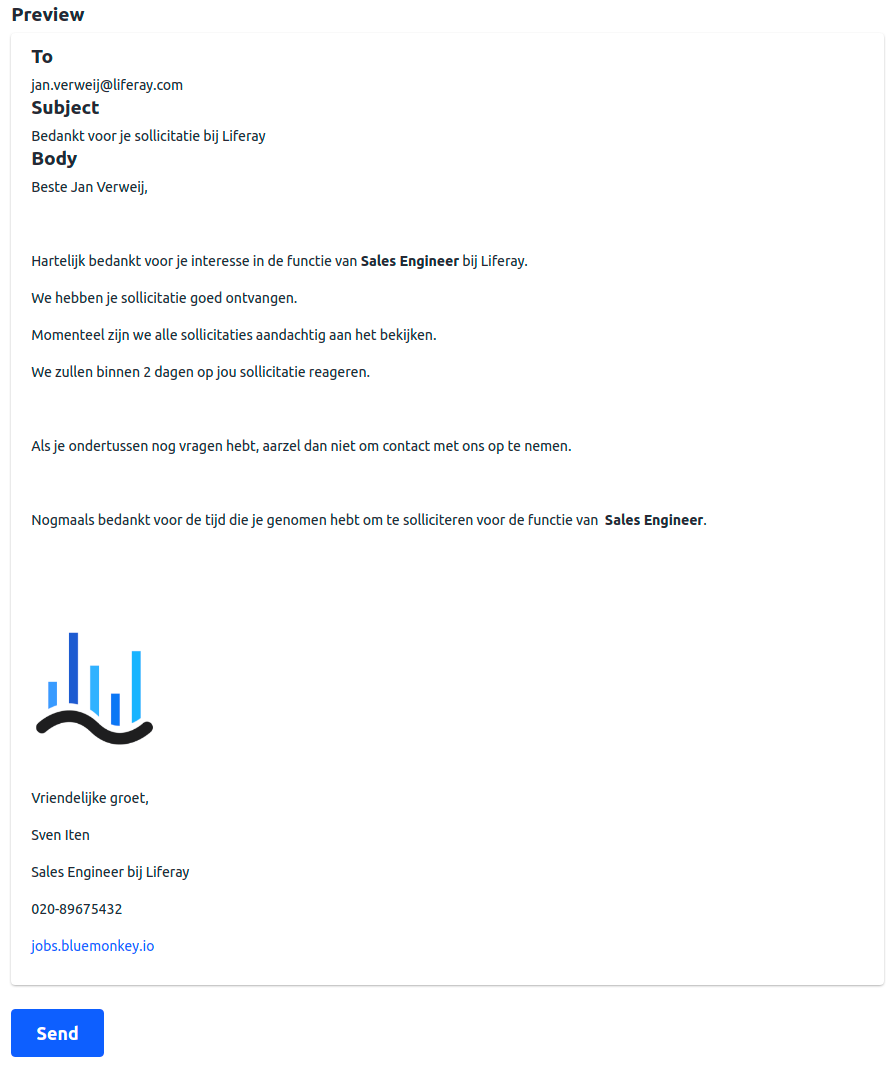 Preview
To
jan.verweij@liferay.com
Subject
Bedankt voor je sollicitatie bij Liferay
Body
Beste Jan Verweij,
Hartelijk bedankt voor je interesse in de functie van Sales Engineer bij Liferay.
We hebben je sollicitatie goed ontvangen.
Momenteel zijn we alle sollicitaties aandachtig aan het bekijken.
We zullen binnen 2 dagen op jou sollicitatie reageren.
Als je ondertussen nog vragen hebt, aarzel dan niet om contact met ons op te nemen.
Nogmaals bedankt voor de tijd die je genomen hebt om te solliciteren voor de functie van Sales Engineer.
Vriendelijke groet,
Sven Iten
Sales Engineer bij Liferay
020-89675432
jobs.bluemonkey.io
Send